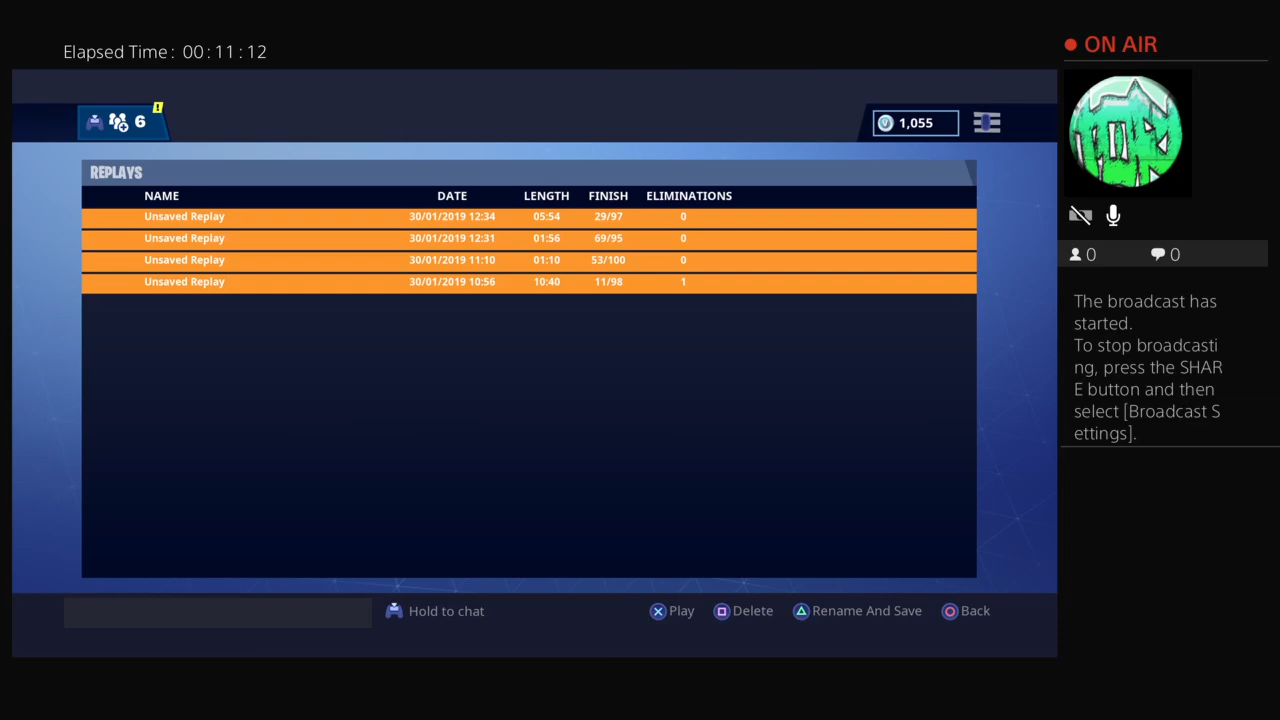 Elapsed Time: 00:11:12
ON AIR
6
!
1,055
REPLAYS
NAME DATE LENGTH FINISH ELIMINATIONS
Unsaved Replay 30/01/2019 12:34 05:54 29/97 0
Unsaved Replay 30/01/2019 12:31 01:56 69/95 0
Unsaved Replay 30/01/2019 11:10 01:10 53/100 0
Unsaved Replay 30/01/2019 10:56 10:40 11/98 1
Hold to chat
Play Delete Rename And Save Back
0 0
The broadcast has
started.
To stop broadcasti
ng, press the SHAR
E button and then
select [Broadcast S
ettings].